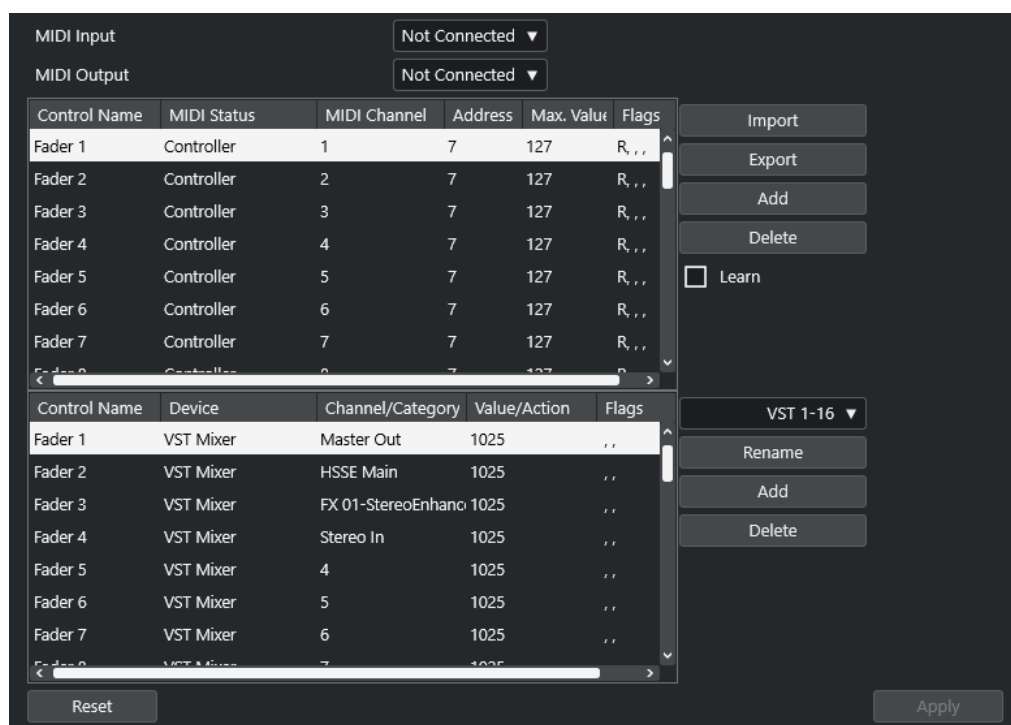 MIDI Input Not Connected ▼
MIDI Output Not Connected ▼
Control Name MIDI Status MIDI Channel Address Max. Value Flags
Fader 1 Controller 1 7 127 R, , ,
Fader 2 Controller 2 7 127 R, , ,
Fader 3 Controller 3 7 127 R, , ,
Fader 4 Controller 4 7 127 R, , ,
Fader 5 Controller 5 7 127 R, , ,
Fader 6 Controller 6 7 127 R, , ,
Fader 7 Controller 7 7 127 R, , ,
Import
Export
Add
Delete
Learn
Control Name Device Channel/Category Value/Action Flags
Fader 1 VST Mixer Master Out 1025 , ,
Fader 2 VST Mixer HSSE Main 1025 , ,
Fader 3 VST Mixer FX 01-StereoEnhanc 1025 , ,
Fader 4 VST Mixer Stereo In 1025 , ,
Fader 5 VST Mixer 4 1025 , ,
Fader 6 VST Mixer 5 1025 , ,
Fader 7 VST Mixer 6 1025 , ,
VST 1-16 ▼
Rename
Add
Delete
Reset Apply